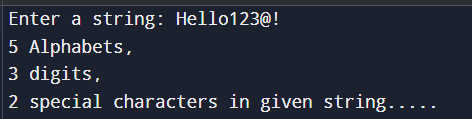 Enter a string: Hello123@!
5 Alphabets,
3 digits,
2 special characters in given string.....